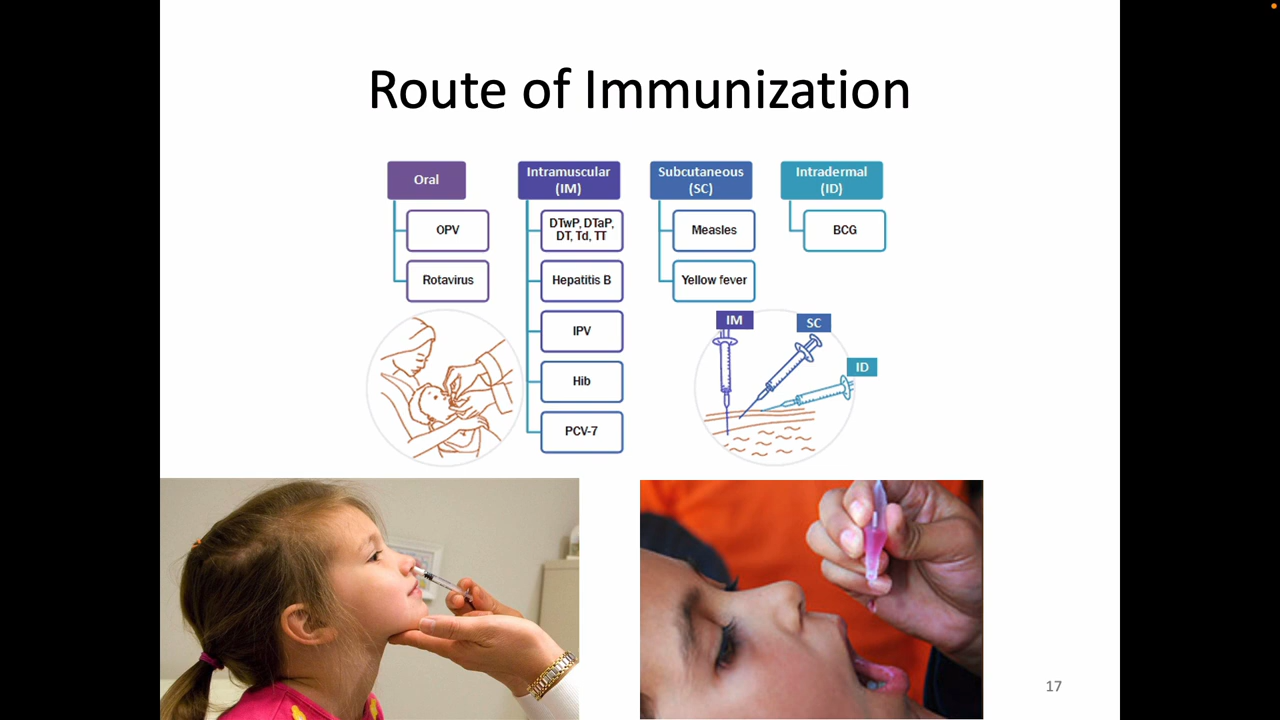 Route of Immunization
Oral
OPV
Rotavirus
Intramuscular
(IM)
DTwP, DTaP,
DT, Td, TT
Hepatitis B
IPV
Hib
PCV-7
Subcutaneous
(SC)
Measles
Yellow fever
Intradermal
(ID)
BCG
IM
SC
ID
17